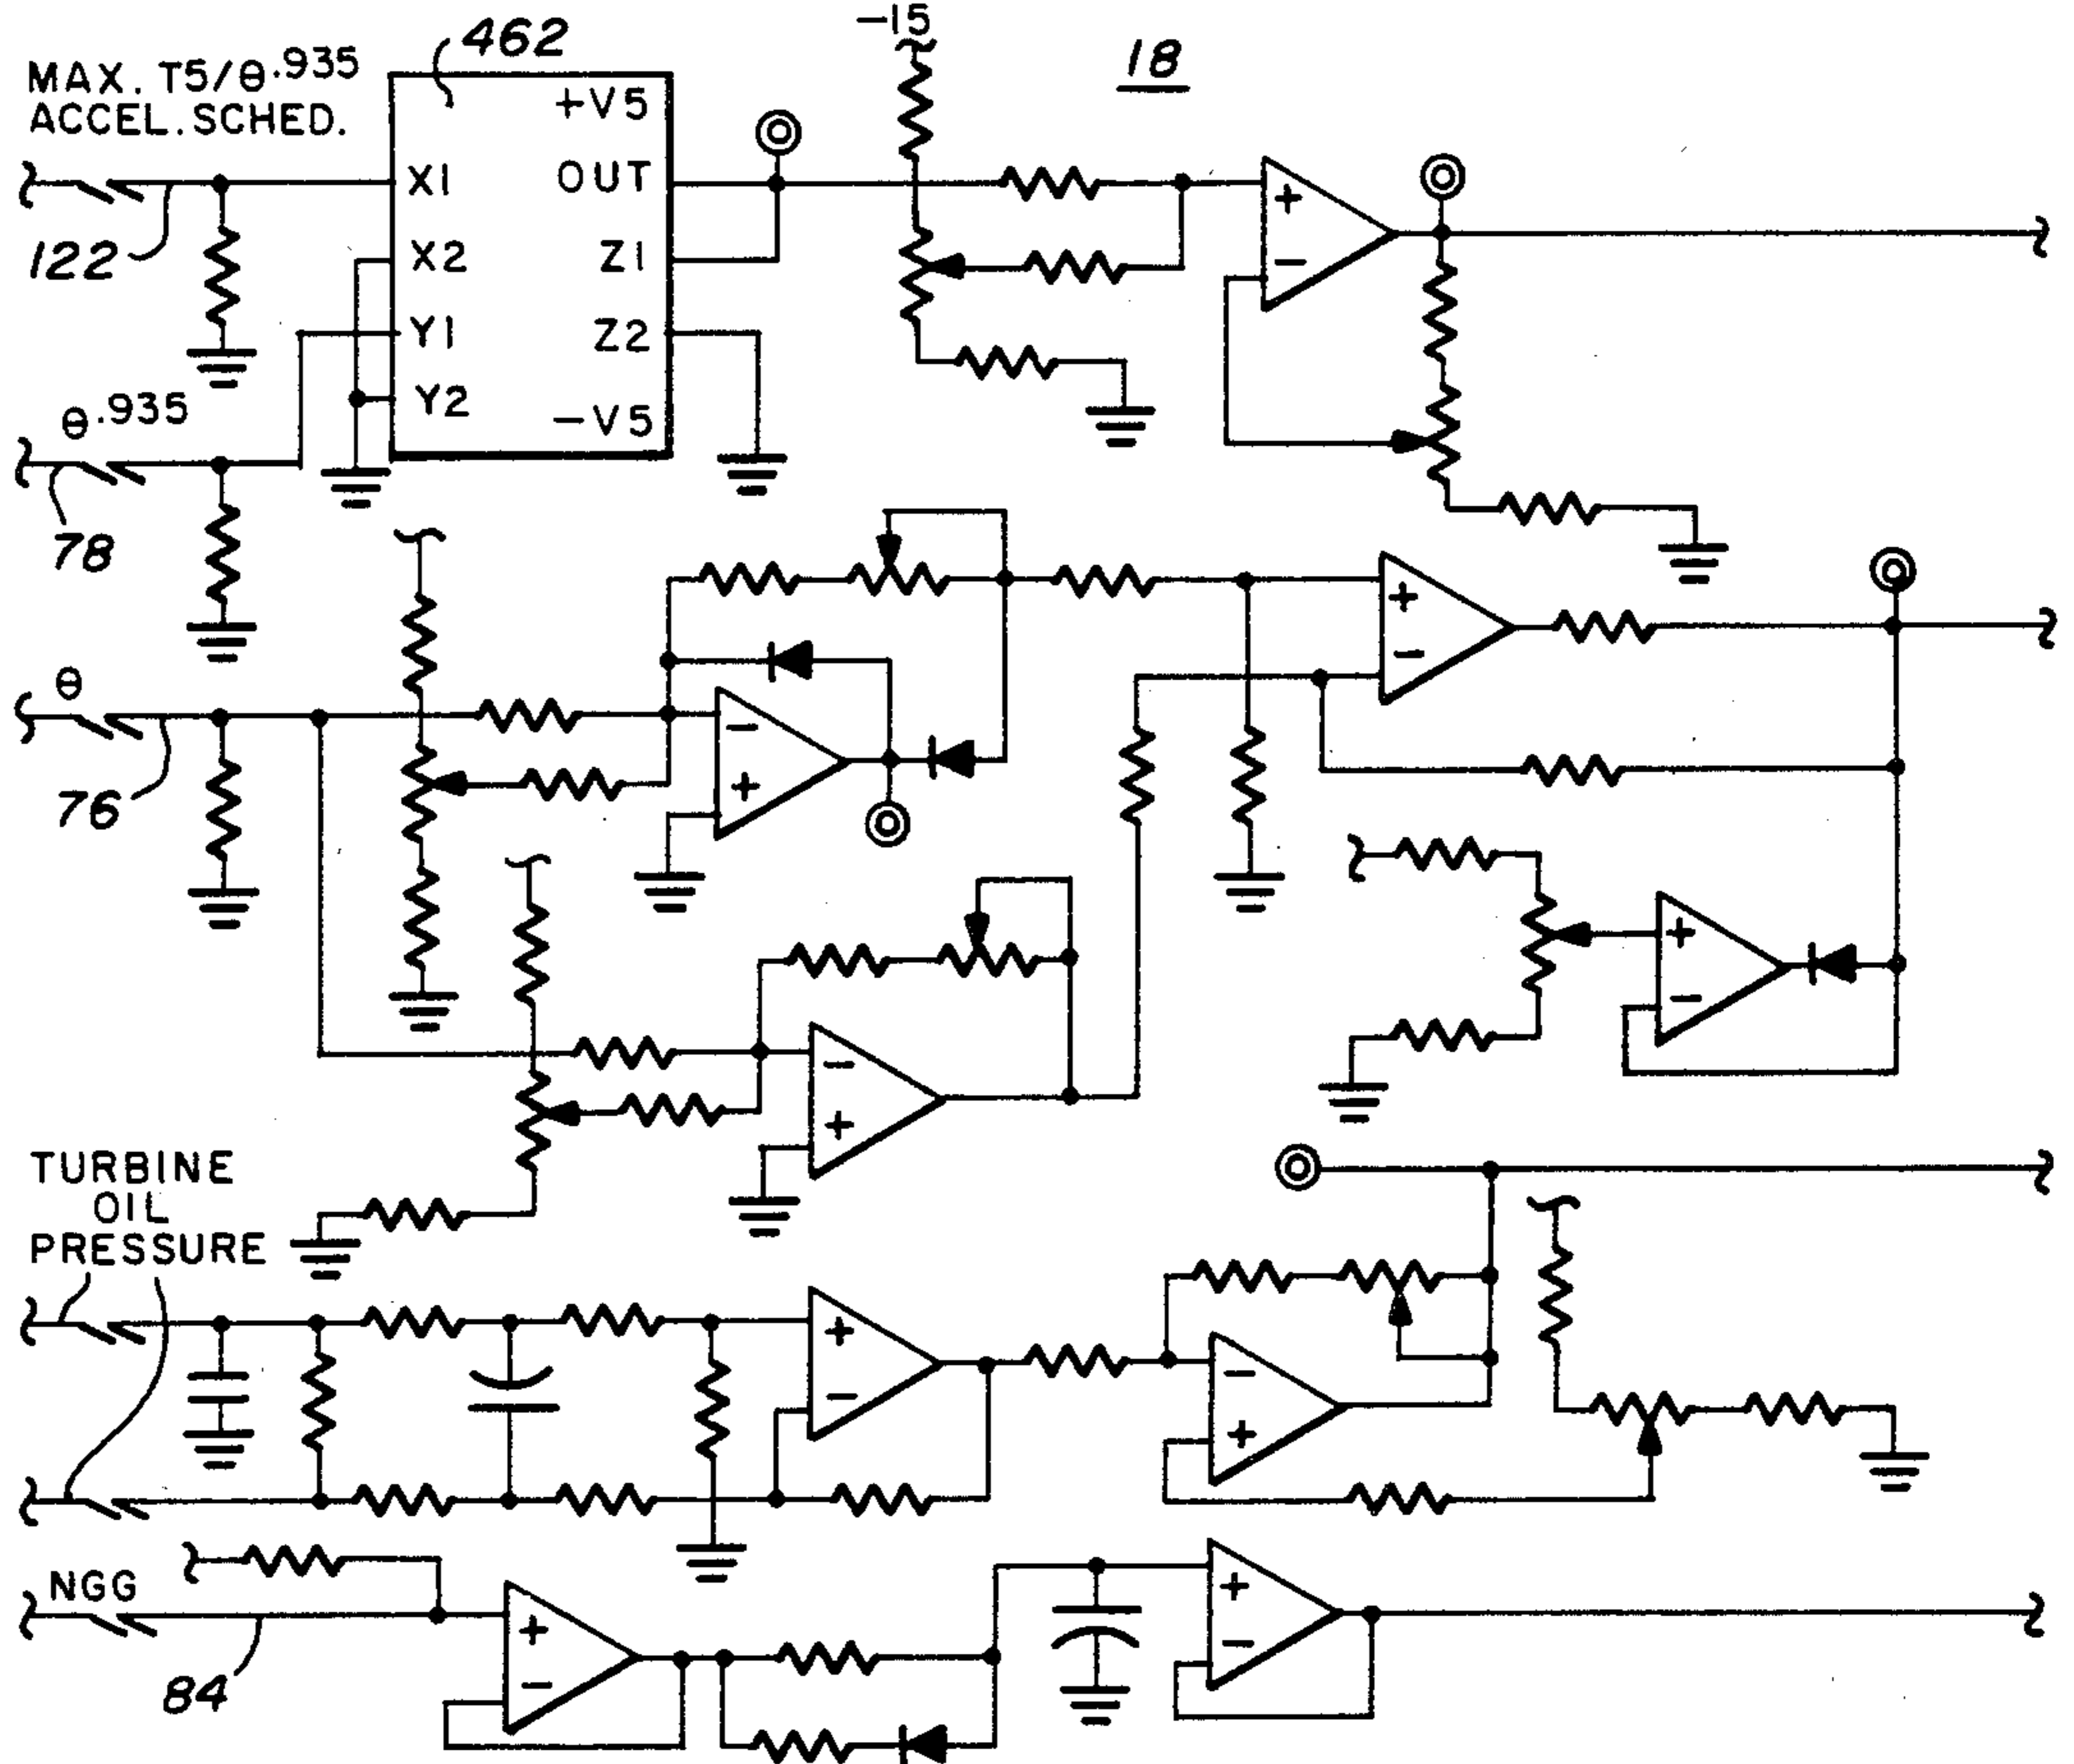 462
-15
18
MAX. T5/θ.935
ACCEL. SCHED.
+V5
X1
OUT
122
X2
Z1
Y1
Z2
θ.935
Y2
-V5
78
+
-
θ
76
+
-
-
+
+
-
-
+
TURBINE
OIL
PRESSURE
+
-
-
+
NGG
84
+
-
+
-